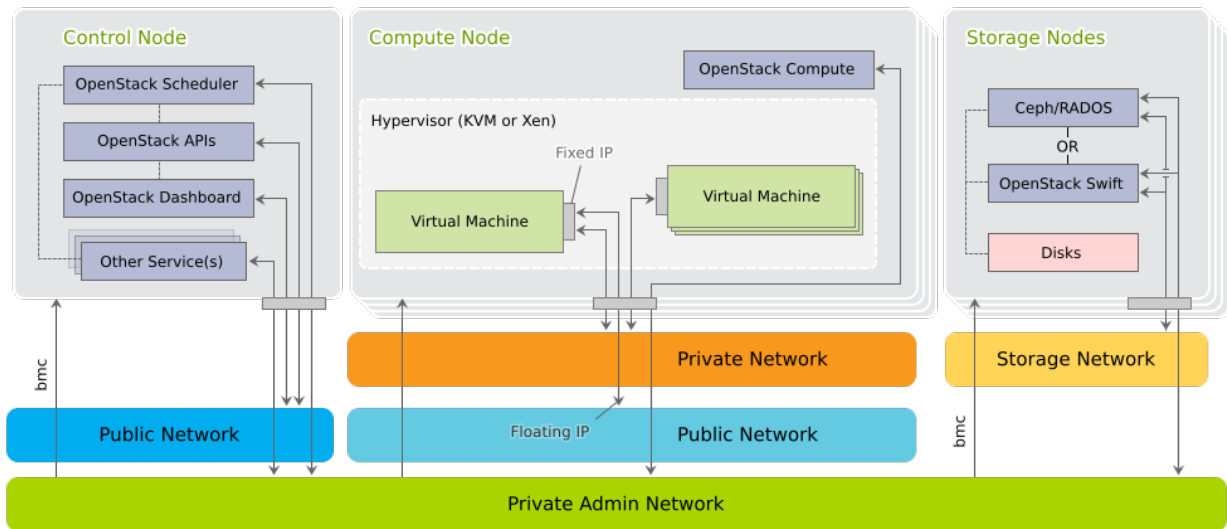 Control Node
OpenStack Scheduler
OpenStack APIs
OpenStack Dashboard
Other Service(s)
bmc
Compute Node
OpenStack Compute
Hypervisor (KVM or Xen)
Fixed IP
Virtual Machine
Virtual Machine
Storage Nodes
Ceph/RADOS
OR
OpenStack Swift
Disks
Private Network
Storage Network
Public Network
Floating IP
Public Network
bmc
Private Admin Network